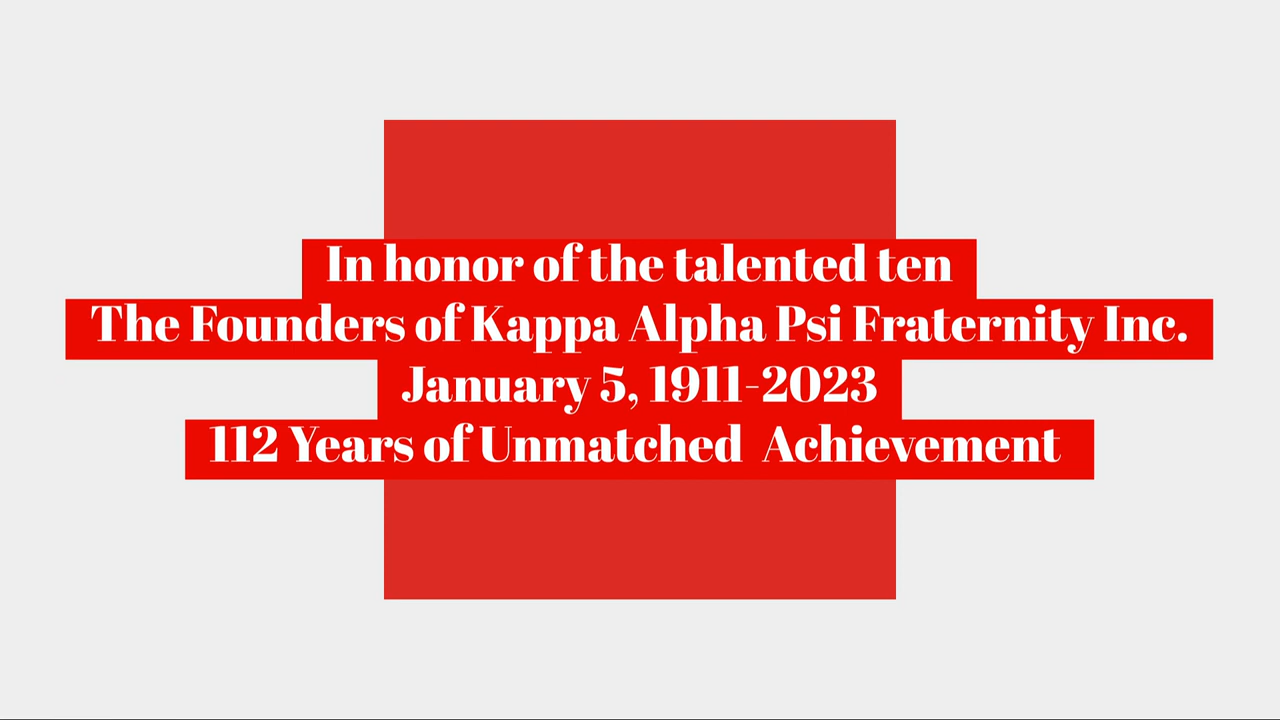 In honor of the talented ten
The Founders of Kappa Alpha Psi Fraternity Inc.
January 5, 1911-2023
112 Years of Unmatched  Achievement